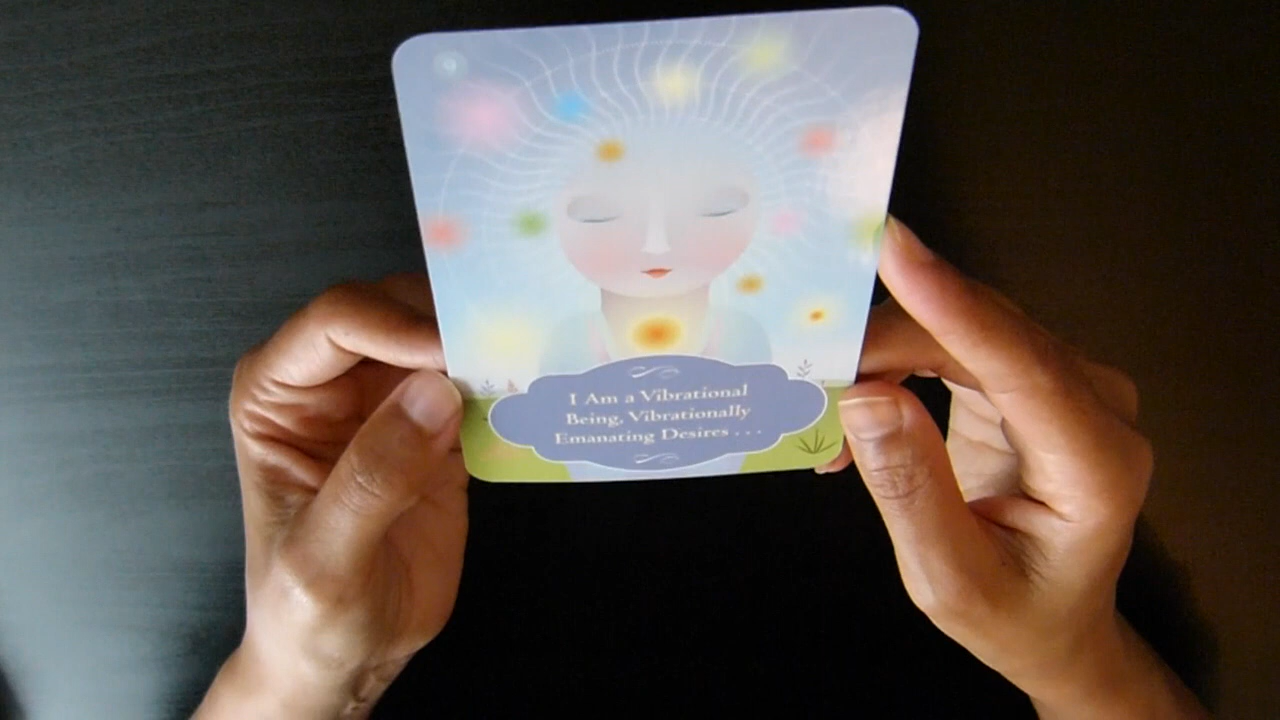 I Am a Vibrational
Being, Vibrationally
Emanating Desires . . .